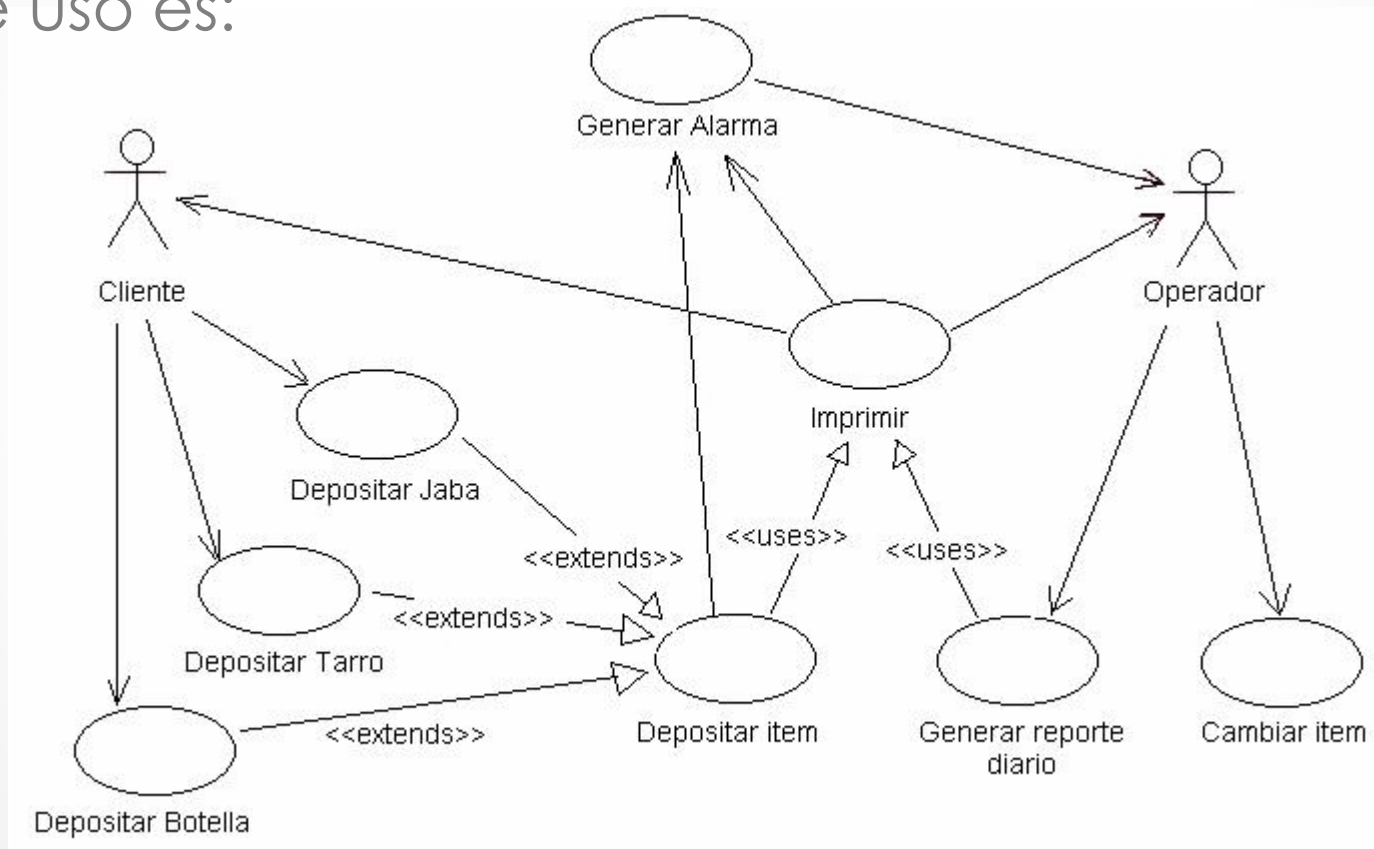 uso es:
Generar Alarma
Cliente
Operador
Imprimir
Depositar Jaba
<<uses>>
<<uses>>
<<extends>>
<<extends>>
Depositar Tarro
<<extends>>
Depositar item
Generar reporte
diario
Cambiar item
Depositar Botella